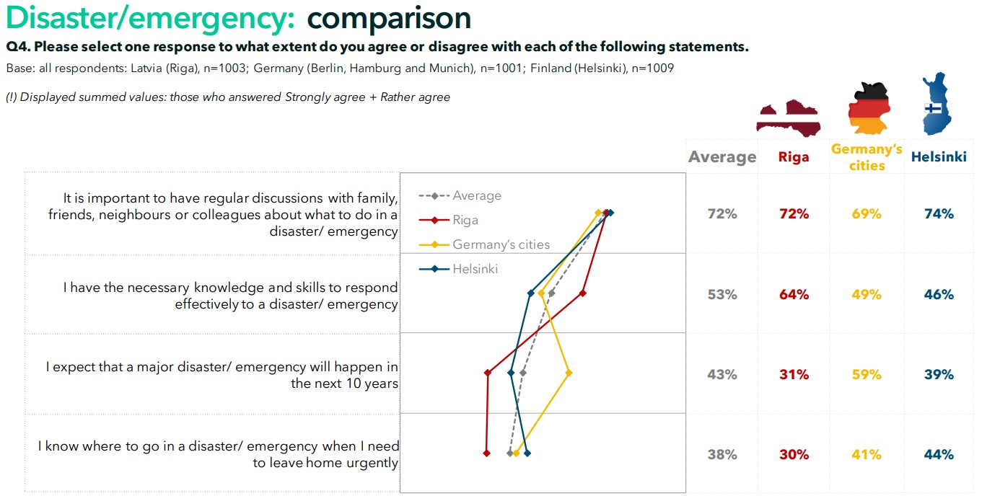 Disaster/emergency: comparison
Q4. Please select one response to what extent do you agree or disagree with each of the following statements.
Base: all respondents: Latvia (Riga), n=1003; Germany (Berlin, Hamburg and Munich), n=1001; Finland (Helsinki), n=1009
(!) Displayed summed values: those who answered Strongly agree + Rather agree
Average
Riga
Germany's
cities
Helsinki
It is important to have regular discussions with family,
friends, neighbours or colleagues about what to do in a
disaster/ emergency
Average
Riga
Germany's cities
Helsinki
72% 72% 69% 74%
I have the necessary knowledge and skills to respond
effectively to a disaster/ emergency
53% 64% 49% 46%
I expect that a major disaster/ emergency will happen in
the next 10 years
43% 31% 59% 39%
I know where to go in a disaster/ emergency when I need
to leave home urgently
38% 30% 41% 44%